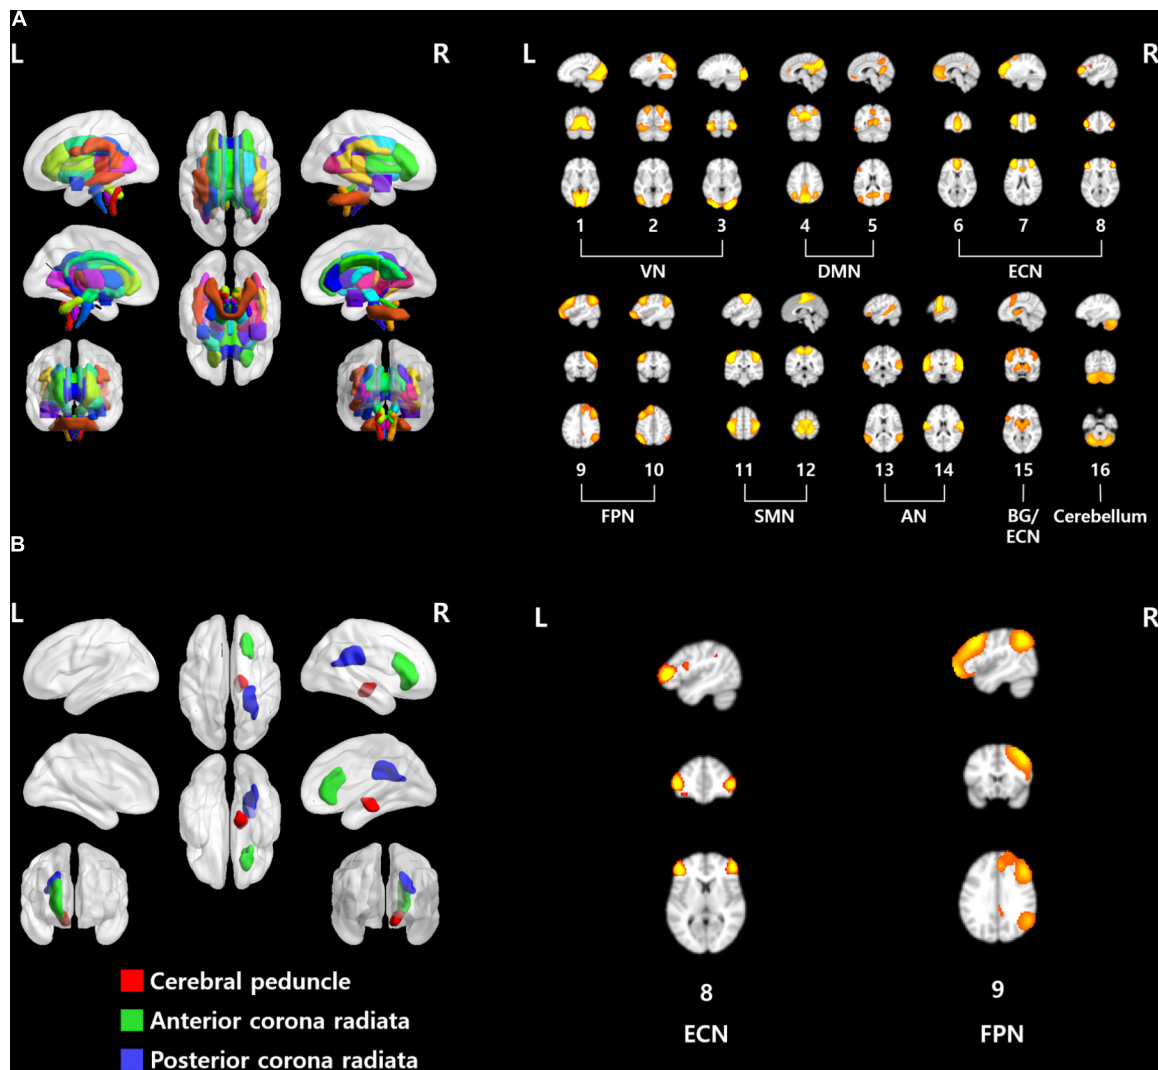 A
L R L R
1 2 3 4 5 6 7 8
VN DMN ECN
9 10 11 12 13 14 15 16
FPN SMN AN BG/ Cerebellum
ECN
B
L R L R
Cerebral peduncle
Anterior corona radiata
Posterior corona radiata
8 9
ECN FPN